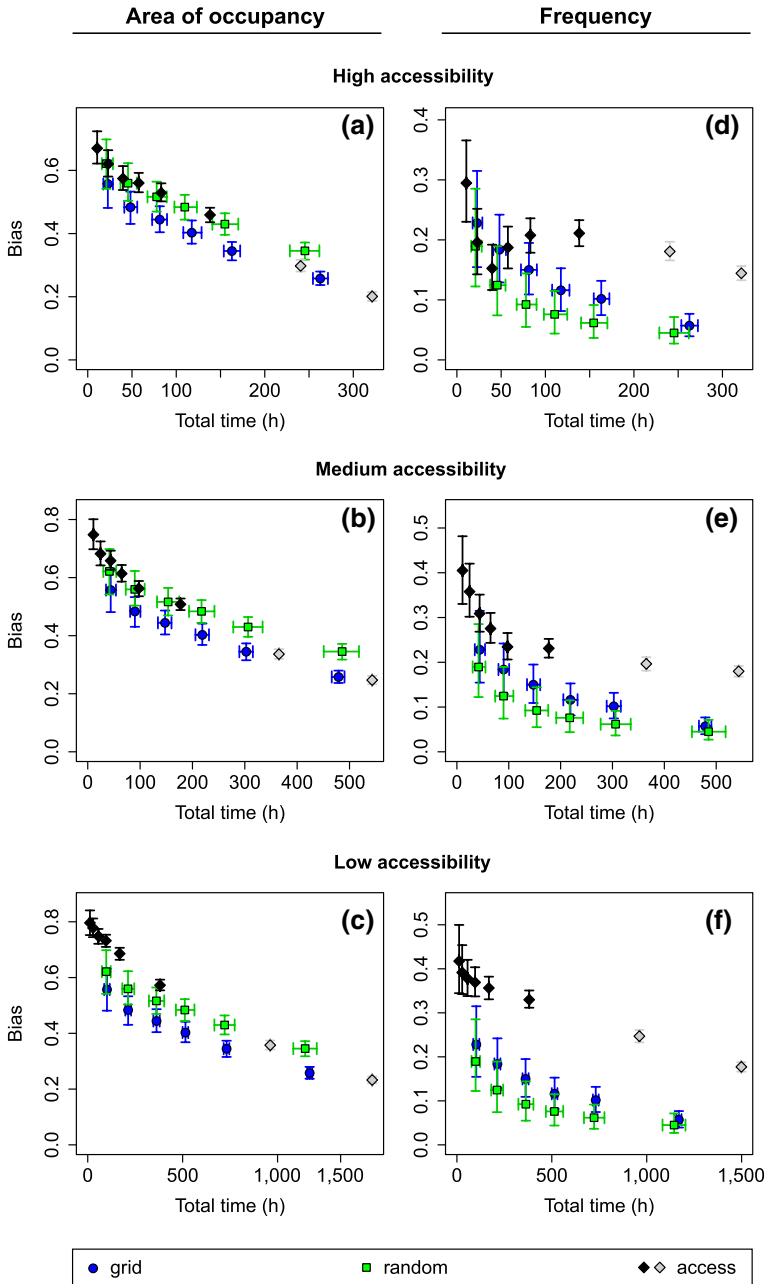 Area of occupancy
Frequency
High accessibility
(a)
Bias
0.0 0.2 0.4 0.6
0 50 100 200 300
Total time (h)
(d)
0.0 0.1 0.2 0.3 0.4
0 50 100 200 300
Total time (h)
Medium accessibility
(b)
Bias
0.0 0.2 0.4 0.6 0.8
0 100 200 300 400 500
Total time (h)
(e)
0.0 0.1 0.2 0.3 0.4 0.5
0 100 200 300 400 500
Total time (h)
Low accessibility
(c)
Bias
0.0 0.2 0.4 0.6 0.8
0 500 1,000 1,500
Total time (h)
(f)
0.0 0.1 0.2 0.3 0.4 0.5
0 500 1,000 1,500
Total time (h)
grid random access